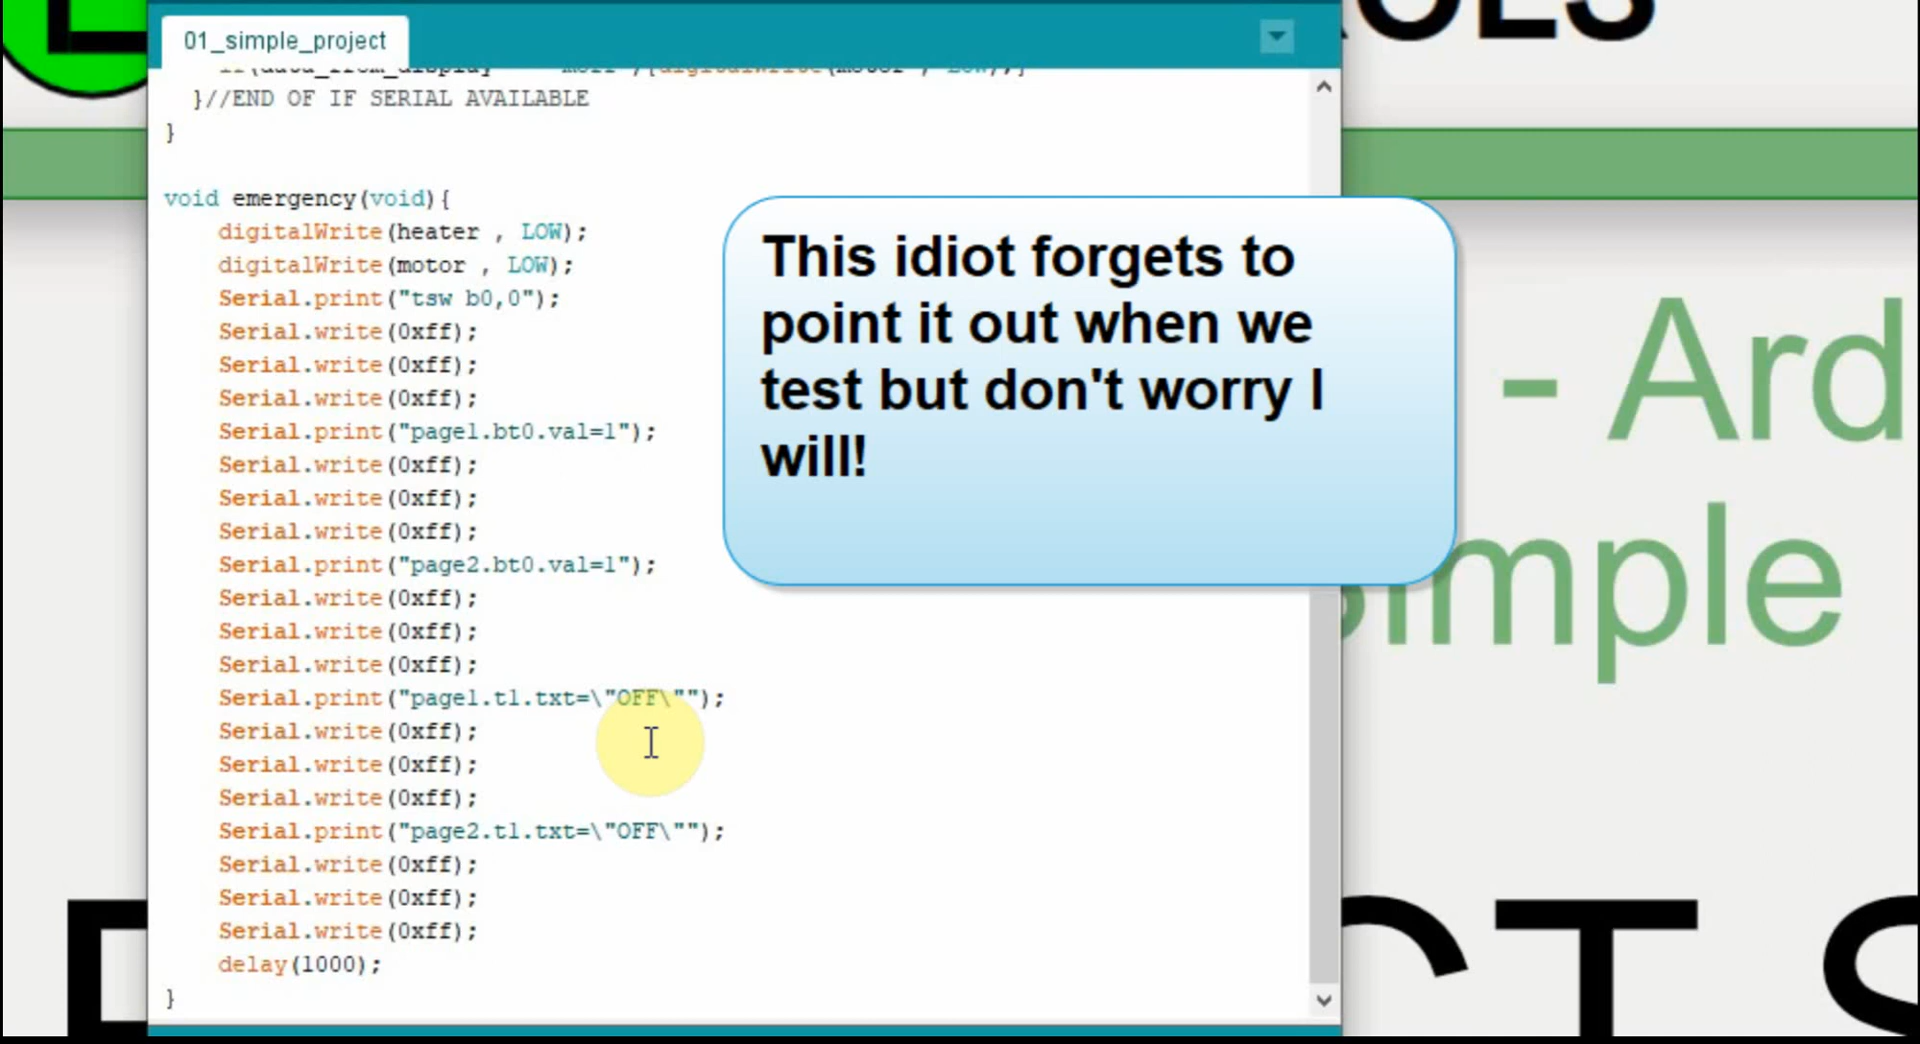 01_simple_project
}//END OF IF SERIAL AVAILABLE
}
void emergency(void){
digitalWrite(heater , LOW);
digitalWrite(motor , LOW);
Serial.print("tsw b0,0");
Serial.write(0xff);
Serial.write(0xff);
Serial.write(0xff);
Serial.print("page1.bt0.val=1");
Serial.write(0xff);
Serial.write(0xff);
Serial.write(0xff);
Serial.print("page2.bt0.val=1");
Serial.write(0xff);
Serial.write(0xff);
Serial.write(0xff);
Serial.print("page1.t1.txt=\"OFF\"");
Serial.write(0xff);
Serial.write(0xff);
Serial.write(0xff);
Serial.print("page2.t1.txt=\"OFF\"");
Serial.write(0xff);
Serial.write(0xff);
Serial.write(0xff);
delay(1000);
}
This idiot forgets to
point it out when we
test but don't worry I
will!
- Ard
simple
CT S